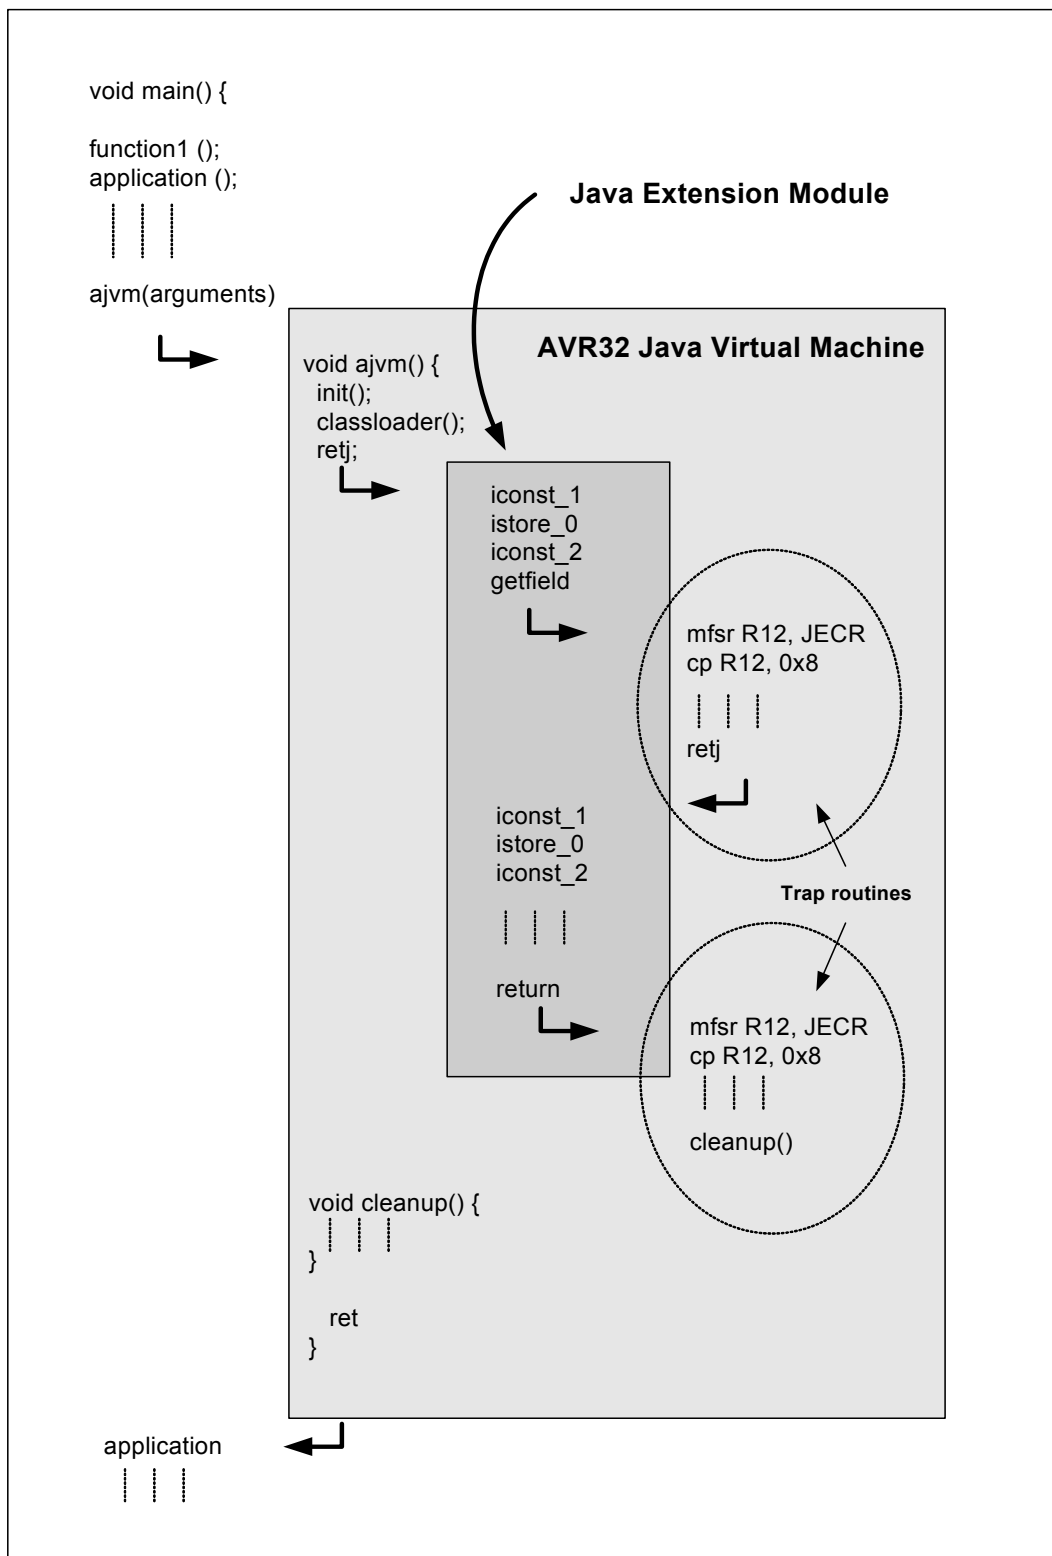 void main() {
function1 ();
application ();
ajvm(arguments)
Java Extension Module
AVR32 Java Virtual Machine
void ajvm() {
init();
classloader();
retj;
iconst_1
istore_0
iconst_2
getfield
mfsr R12, JECR
cp R12, 0x8
retj
iconst_1
istore_0
iconst_2
Trap routines
return
mfsr R12, JECR
cp R12, 0x8
cleanup()
void cleanup() {
}
ret
}
application